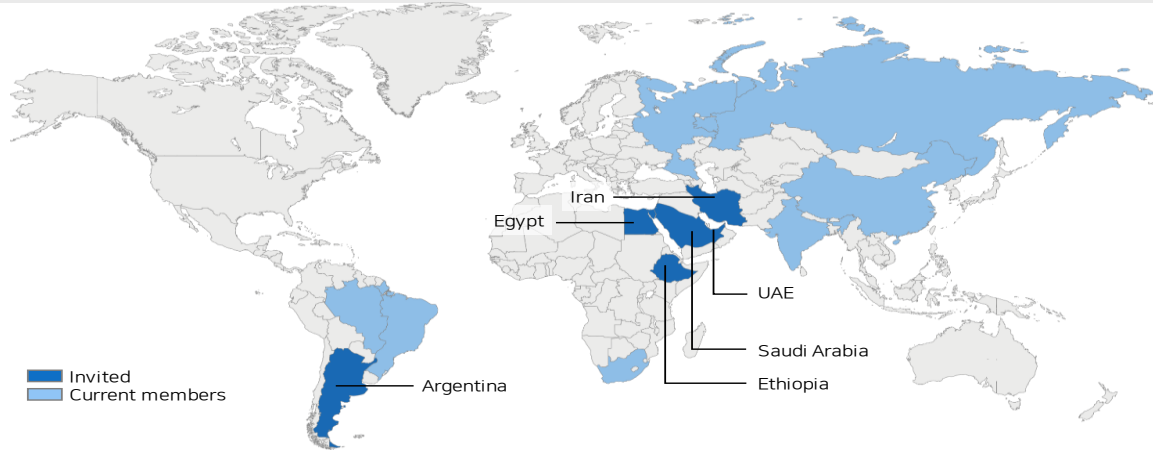 Iran
Egypt
UAE
Saudi Arabia
Ethiopia
Argentina
Invited
Current members